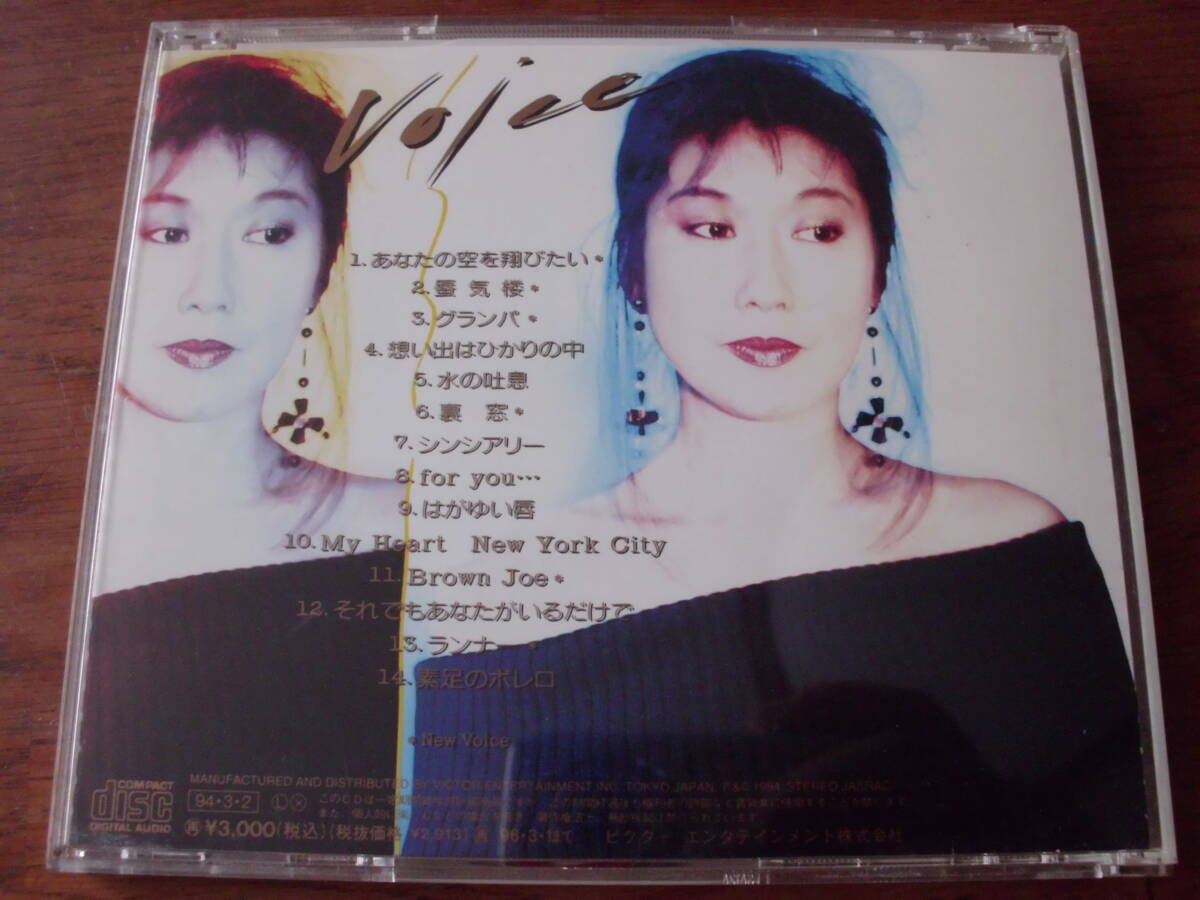 Voice
1. あなたの空を翔びたい*
2. 蜃 気 楼*
3. グランパ*
4. 想い出はひかりの中
5. 水の吐息
6. 裏 窓*
7. シンシアリー
8. for you…
9. はがゆい唇
10. My Heart New York City
11. Brown Joe*
12. それでもあなたがいるだけで
13. ランナー*
14. 素足のボレロ
*New Voice
MANUFACTURED AND DISTRIBUTED BY VICTOR ENTERTAINMENT, INC. TOKYO JAPAN. P&C 1994 STEREO JASRAC
COMPACT disc DIGITAL AUDIO
94・3・2
¥3,000(税込)(税抜価格 ¥2,913) 96・3・1まで ビクター エンタテインメント株式会社